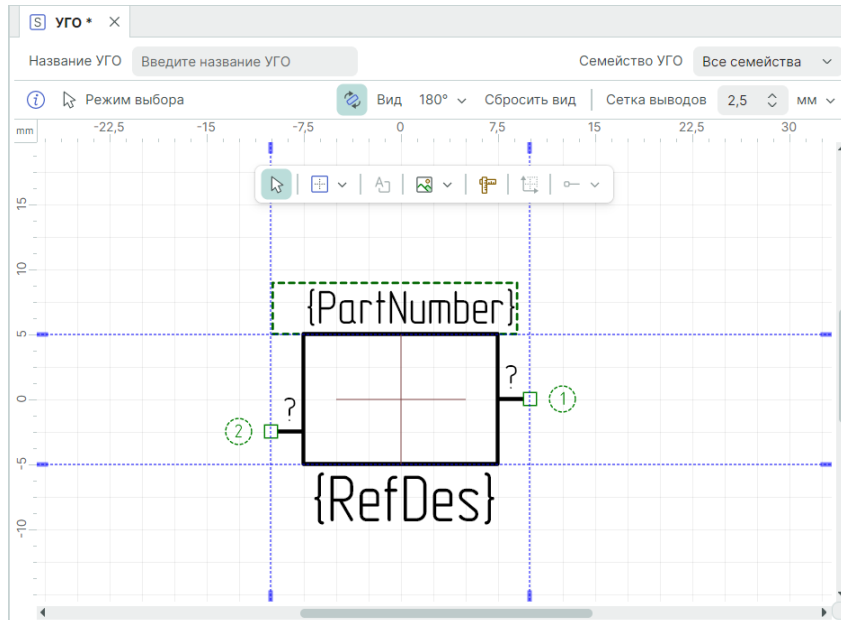 S УГО *
Название УГО Введите название УГО Семейство УГО Все семейства
Режим выбора Вид 180° Сбросить вид Сетка выводов 2,5 мм
mm -22,5 -15 -7,5 0 7,5 15 22,5 30
15
10
{PartNumber}
5
?
0
1
?
2
-5
{RefDes}
-10